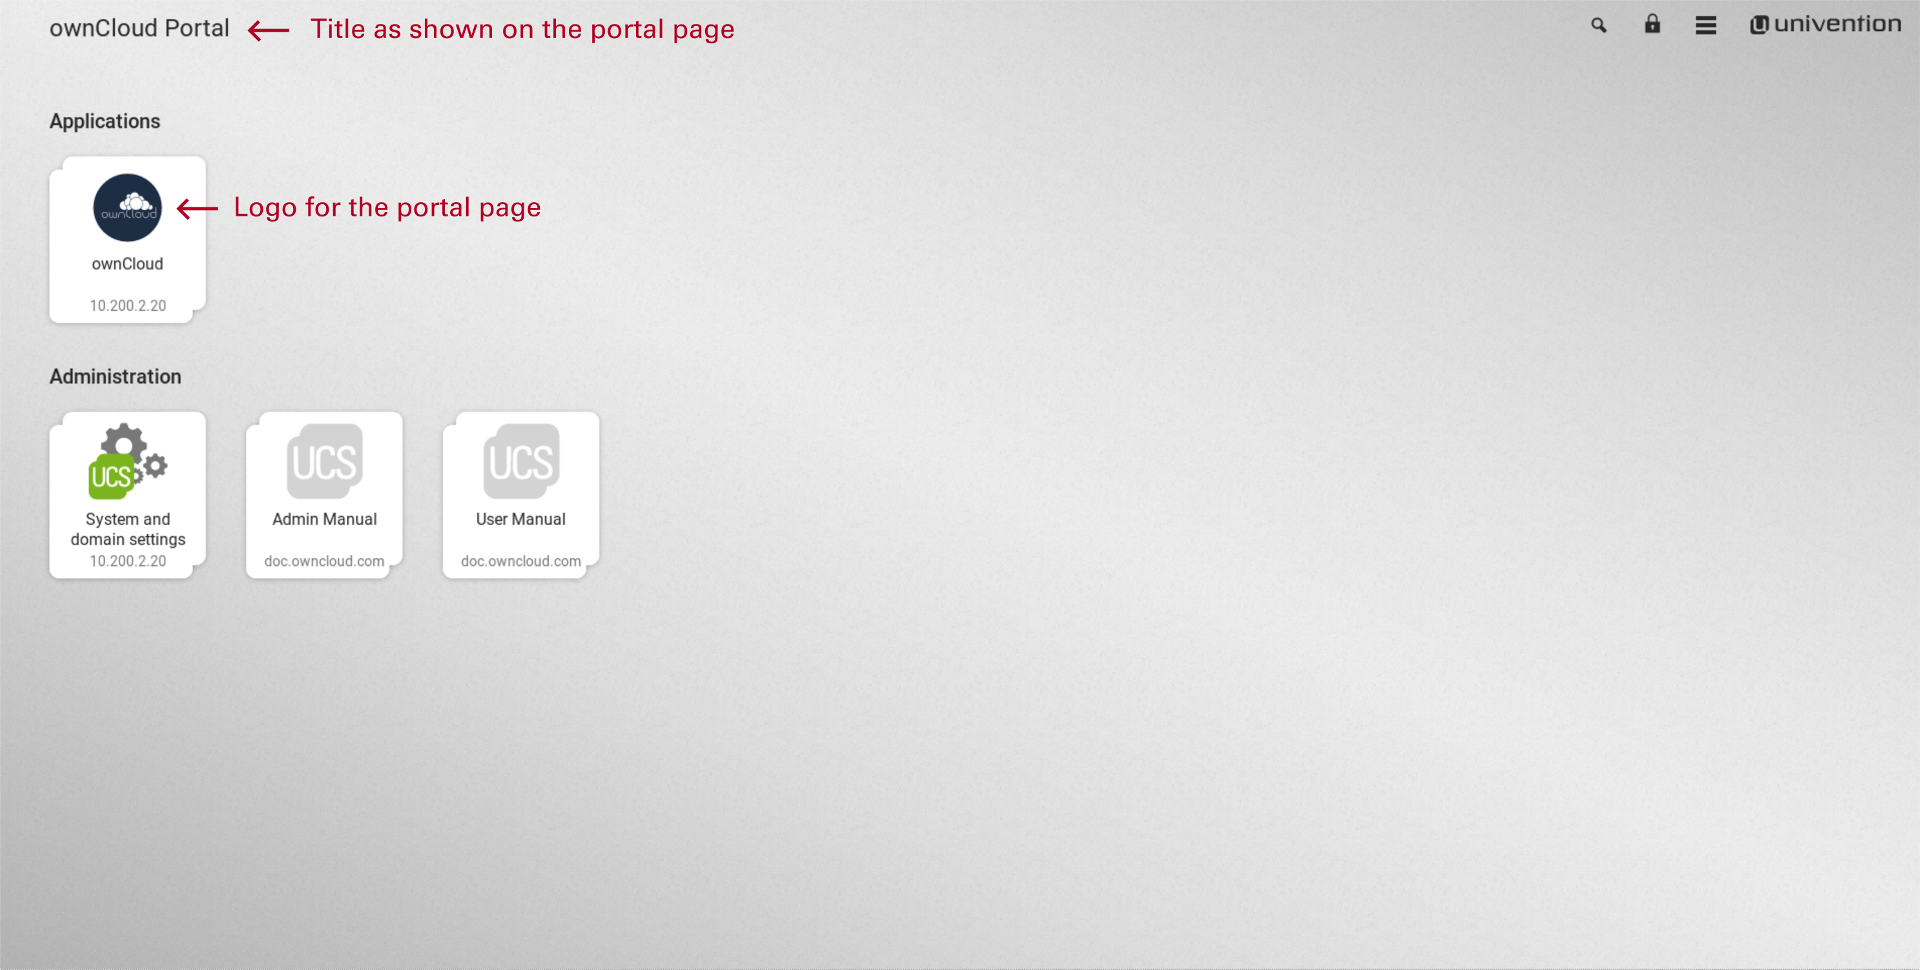 ownCloud Portal
Title as shown on the portal page
univention
Applications
ownCloud
Logo for the portal page
ownCloud
10.200.2.20
Administration
UCS
System and
domain settings
10.200.2.20
UCS
Admin Manual
doc.owncloud.com
UCS
User Manual
doc.owncloud.com